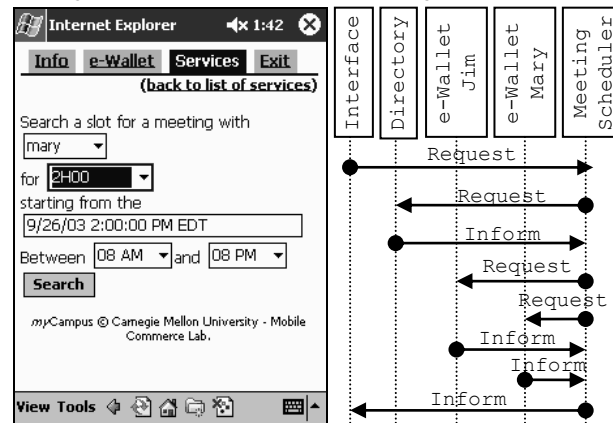 Internet Explorer 1:42
Info e-Wallet Services Exit
(back to list of services)
Search a slot for a meeting with
mary
for 2H00
starting from the
9/26/03 2:00:00 PM EDT
Between 08 AM and 08 PM
Search
myCampus © Carnegie Mellon University - Mobile
Commerce Lab.
View Tools
Interface
Directory
e-Wallet
Jim
e-Wallet
Mary
Meeting
Scheduler
Request
Request
Inform
Request
Request
Inform
Inform
Inform